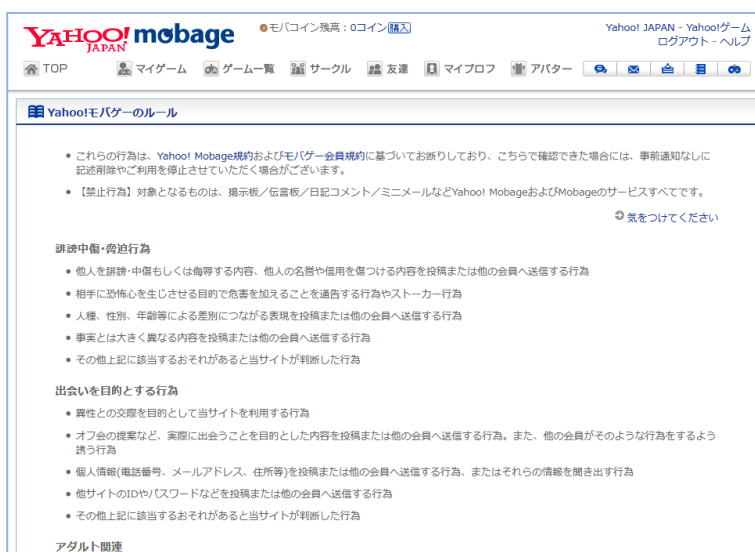 YAHOO! JAPAN mobage
モバコイン残高：0コイン[購入]
Yahoo! JAPAN - Yahoo!ゲーム
ログアウト - ヘルプ
TOP マイゲーム ゲーム一覧 サークル 友達 マイプロフ アバター
Yahoo!モバゲーのルール
• これらの行為は、Yahoo! Mobage規約およびモバゲー会員規約に基づいてお断りしており、こちらで確認できた場合には、事前通知なしに
記述削除やご利用を停止させていただく場合がございます。
• 【禁止行為】対象となるものは、掲示板／伝言板／日記コメント／ミニメールなどYahoo! MobageおよびMobageのサービスすべてです。
気をつけてください
誹謗中傷・脅迫行為
• 他人を誹謗・中傷もしくは侮辱する内容、他人の名誉や信用を傷つける内容を投稿または他の会員へ送信する行為
• 相手に恐怖心を生じさせる目的で危害を加えることを通告する行為やストーカー行為
• 人種、性別、年齢等による差別につながる表現を投稿または他の会員へ送信する行為
• 事実とは大きく異なる内容を投稿または他の会員へ送信する行為
• その他上記に該当するおそれがあると当サイトが判断した行為
出会いを目的とする行為
• 異性との交際を目的として当サイトを利用する行為
• オフ会の提案など、実際に出会うことを目的とした内容を投稿または他の会員へ送信する行為。また、他の会員がそのような行為をするよう
誘う行為
• 個人情報(電話番号、メールアドレス、住所等)を投稿または他の会員へ送信する行為、またはそれらの情報を聞き出す行為
• 他サイトのIDやパスワードなどを投稿または他の会員へ送信する行為
• その他上記に該当するおそれがあると当サイトが判断した行為
アダルト関連